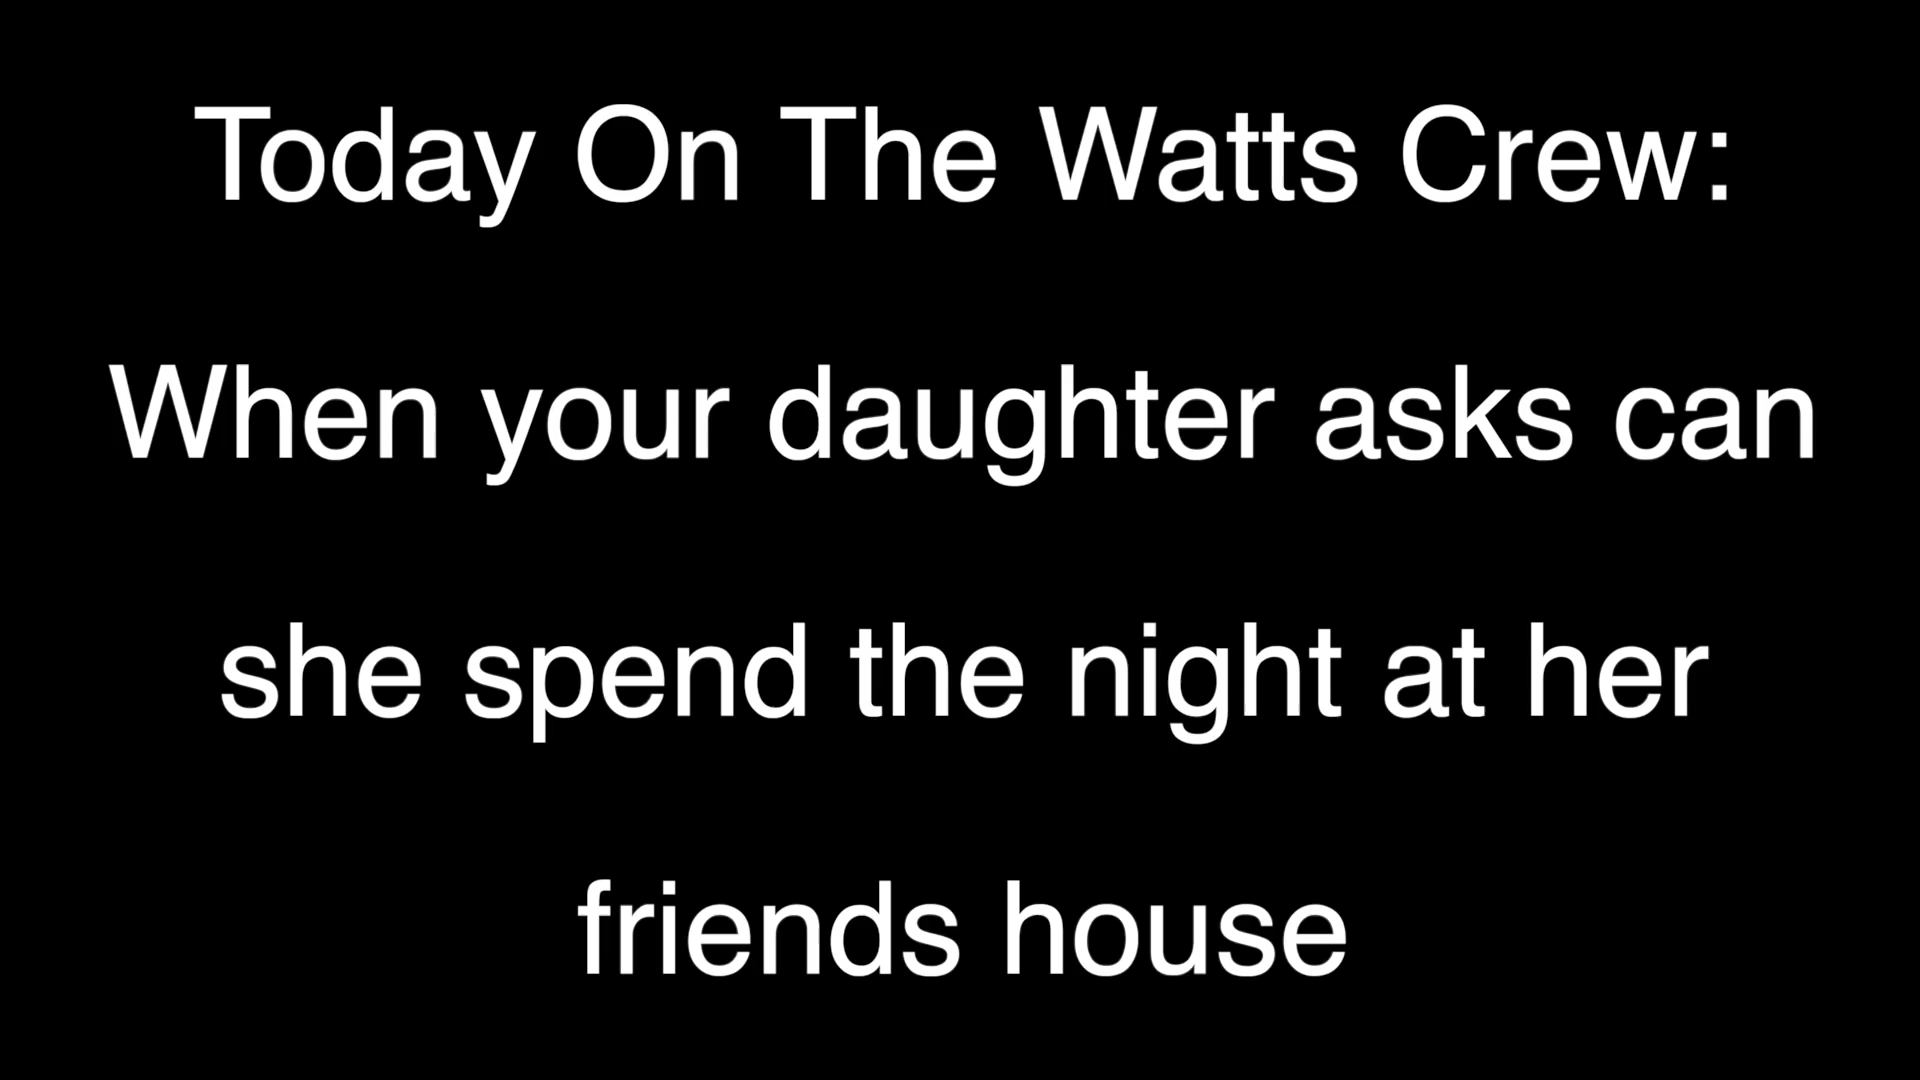 Today On The Watts Crew:
When your daughter asks can
she spend the night at her
friends house